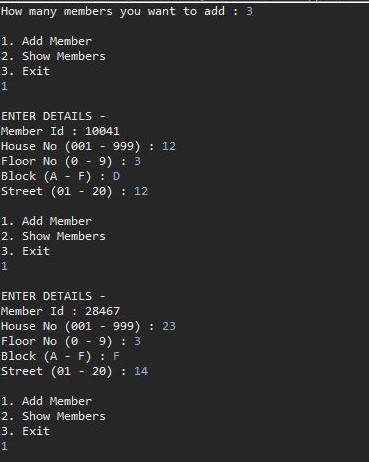 How many members you want to add : 3
1. Add Member
2. Show Members
3. Exit
1
ENTER DETAILS -
Member Id : 10041
House No (001 - 999) : 12
Floor No (0 - 9) : 3
Block (A - F) : D
Street (01 - 20) : 12
1. Add Member
2. Show Members
3. Exit
1
ENTER DETAILS -
Member Id : 28467
House No (001 - 999) : 23
Floor No (0 - 9) : 3
Block (A - F) : F
Street (01 - 20) : 14
1. Add Member
2. Show Members
3. Exit
1